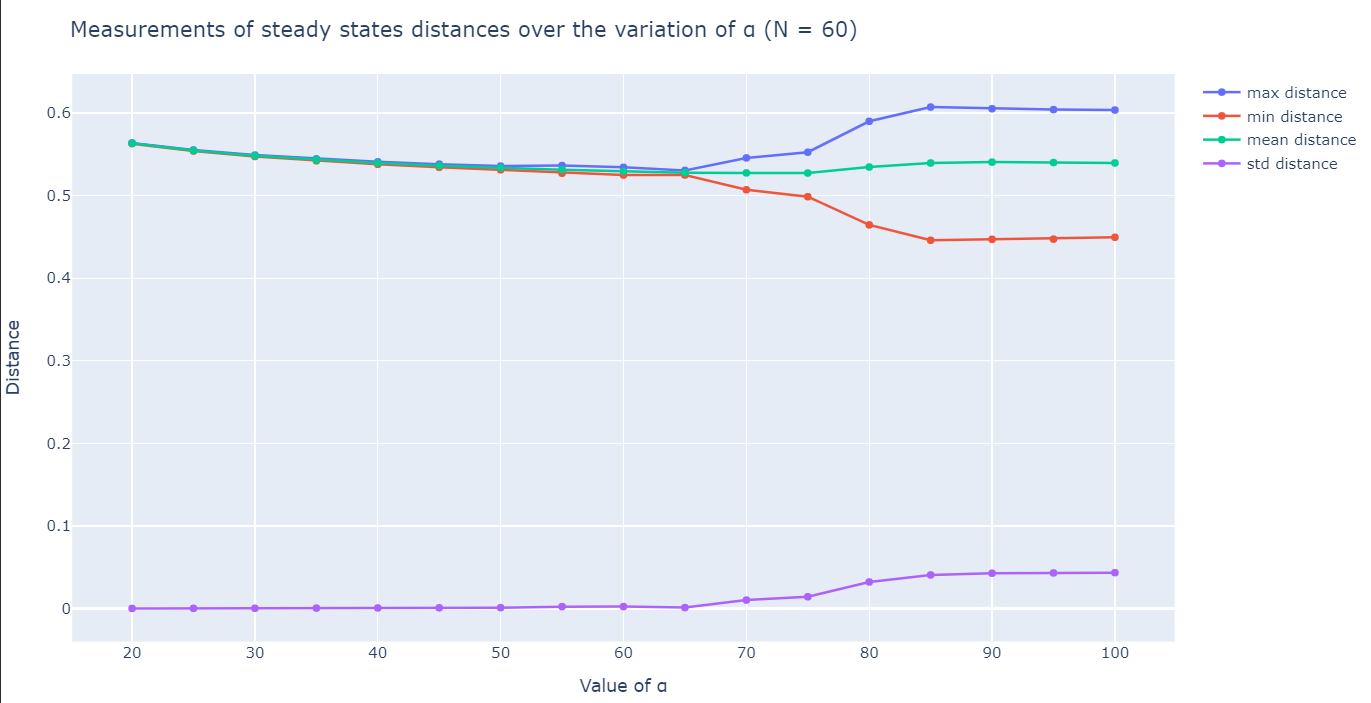 Measurements of steady states distances over the variation of α (N = 60)
max distance
min distance
mean distance
std distance
0.6
0.5
0.4
0.3
0.2
0.1
0
Distance
20 30 40 50 60 70 80 90 100
Value of α